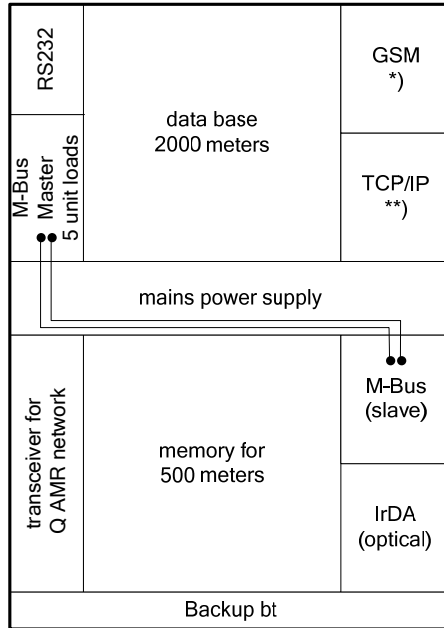 RS232
M-Bus
Master
5 unit loads
data base
2000 meters
GSM
*)
TCP/IP
**)
mains power supply
transceiver for
Q AMR network
memory for
500 meters
M-Bus
(slave)
IrDA
(optical)
Backup bt